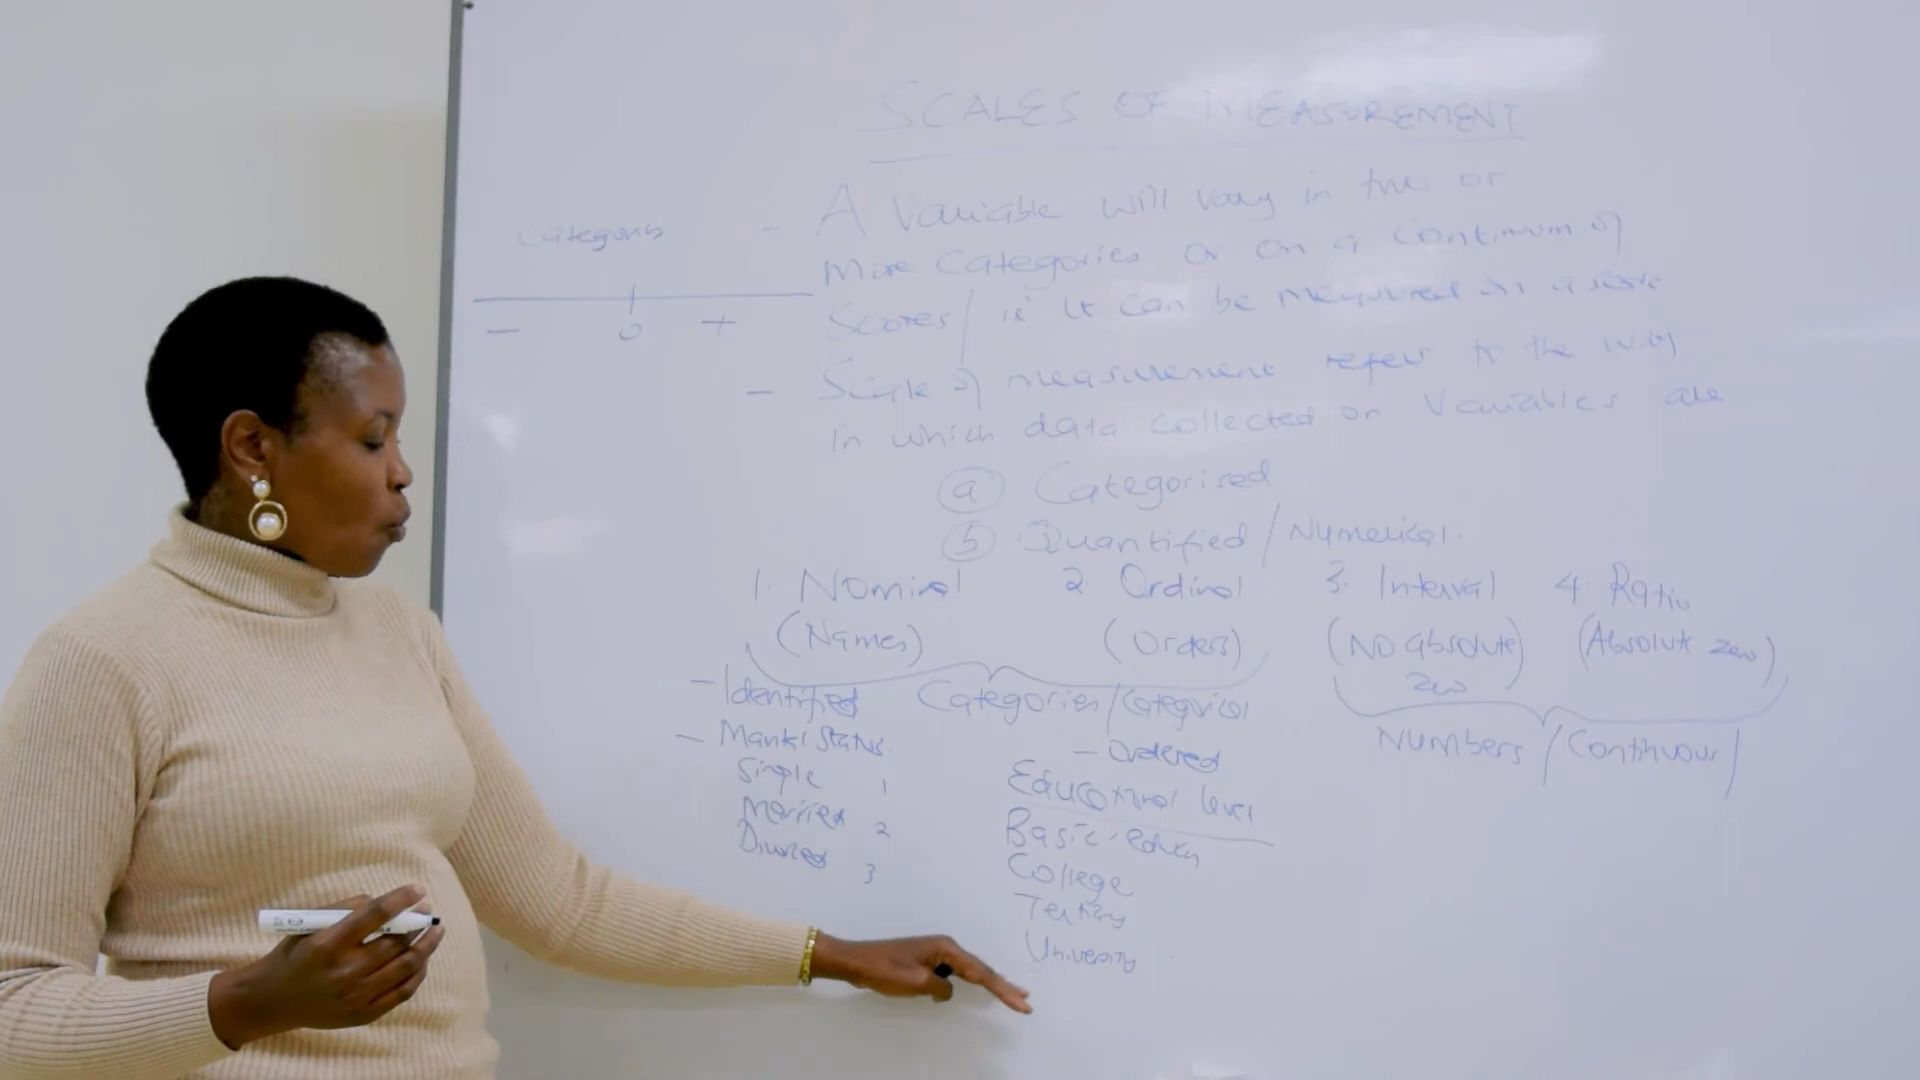 SCALES OF MEASUREMENT
Categories
- A Variable will vary in two or
More Categories or on a Continuum of
Scores / ie it can be measured on a scale
- Scale of measurement refer to the way
in which data collected on Variables are
(a) Categorised
(b) Quantified / Numerical.
- 0 +
1. Nominal 2 Ordinal 3. Interval 4. Ratio
(Names) (Orders) (NO absolute zero) (Absolute zero)
- Identified Categories / Categorical
- Marital Status
Single 1
Married 2
Divorced 3
- Ordered
Educational level
Basic
College
Tertiary
University
Numbers / Continuous /